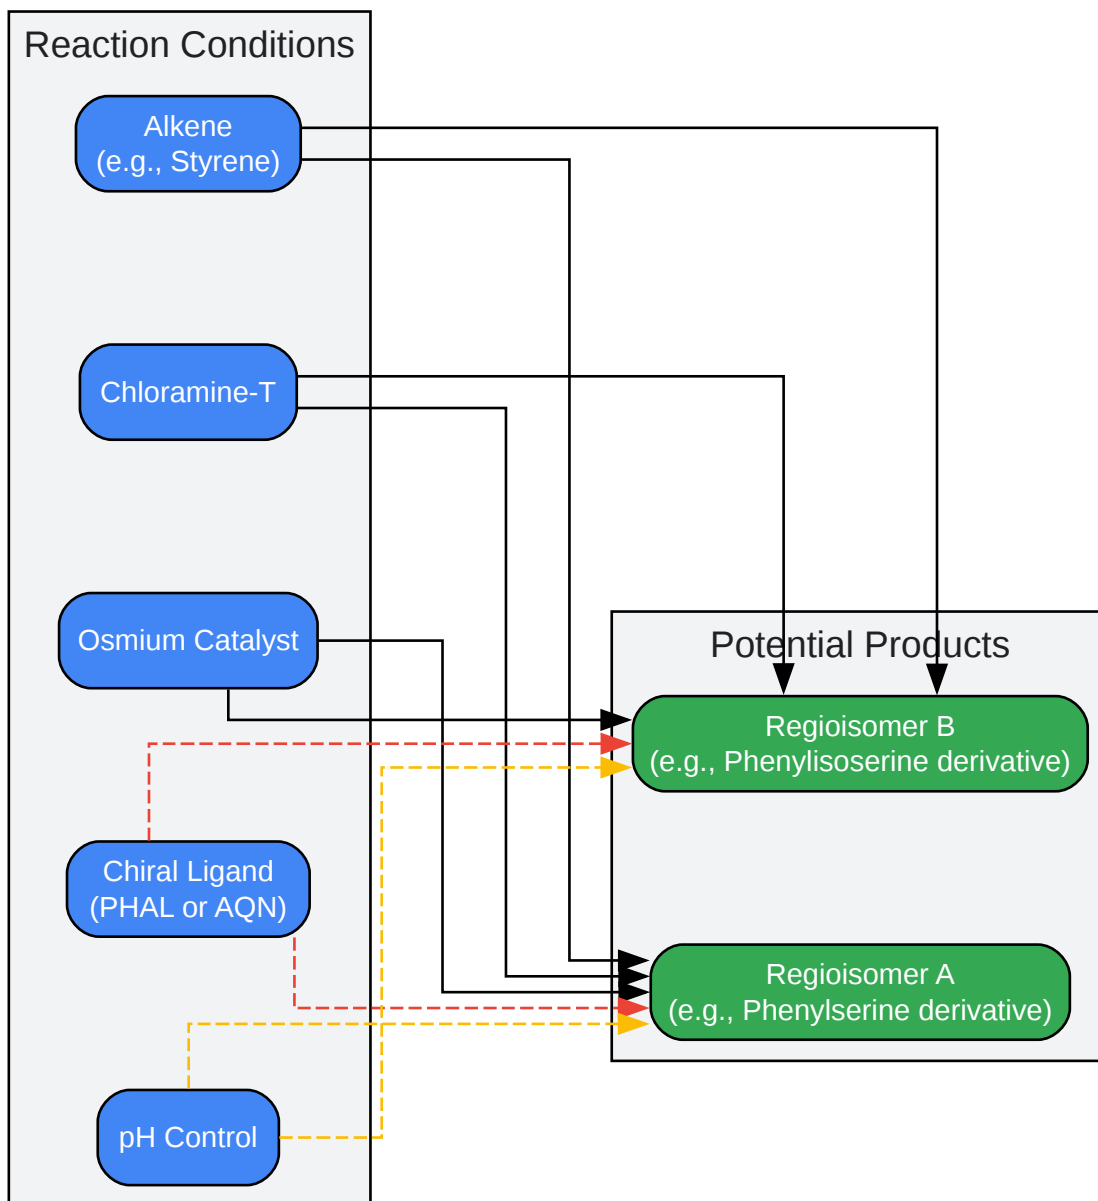 Reaction Conditions
Alkene
(e.g., Styrene)
Chloramine-T
Osmium Catalyst
Chiral Ligand
(PHAL or AQN)
pH Control
Potential Products
Regioisomer B
(e.g., Phenylisoserine derivative)
Regioisomer A
(e.g., Phenylserine derivative)